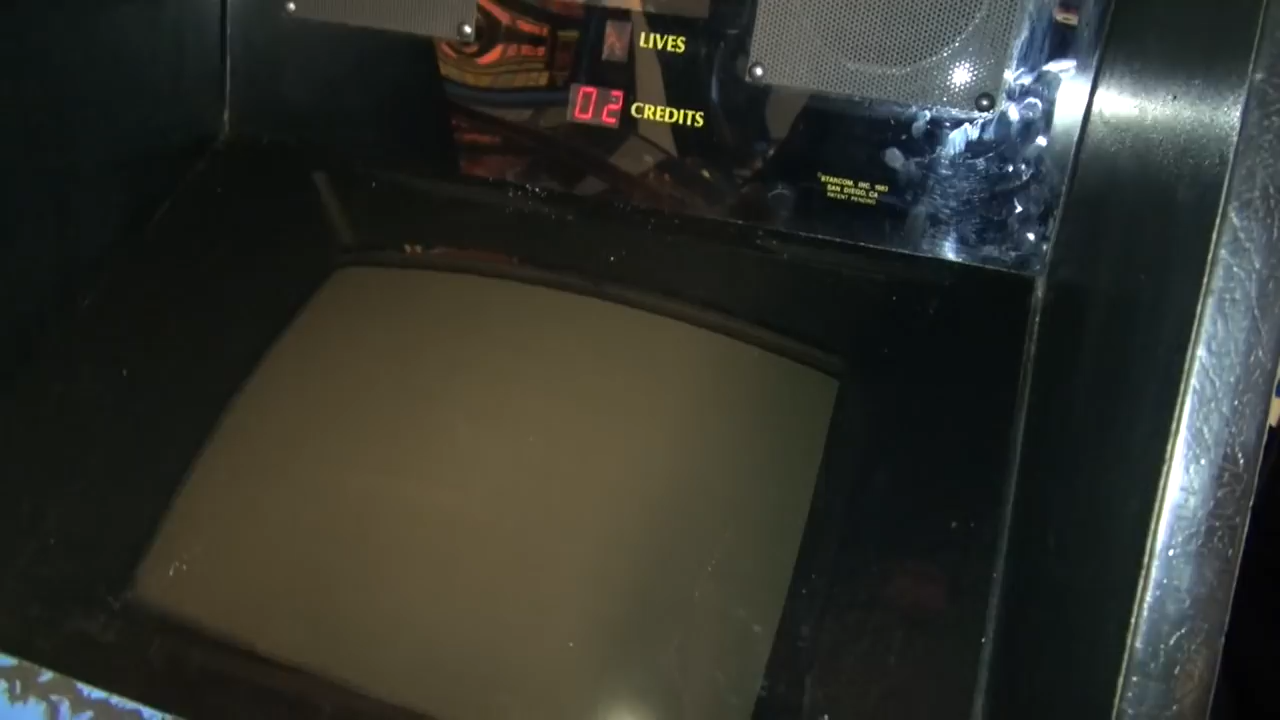 LIVES
02 CREDITS
©STARCOM, INC. 1983
SAN DIEGO, CA
PATENT PENDING